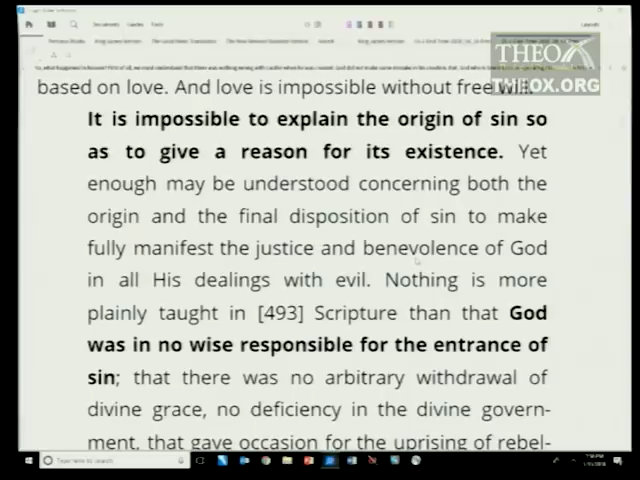 THEOX
THEOX.ORG
based on love. And love is impossible without free will.
It is impossible to explain the origin of sin so
as to give a reason for its existence. Yet
enough may be understood concerning both the
origin and the final disposition of sin to make
fully manifest the justice and benevolence of God
in all His dealings with evil. Nothing is more
plainly taught in [493] Scripture than that God
was in no wise responsible for the entrance of
sin; that there was no arbitrary withdrawal of
divine grace, no deficiency in the divine govern-
ment, that gave occasion for the uprising of rebel-
Type here to search